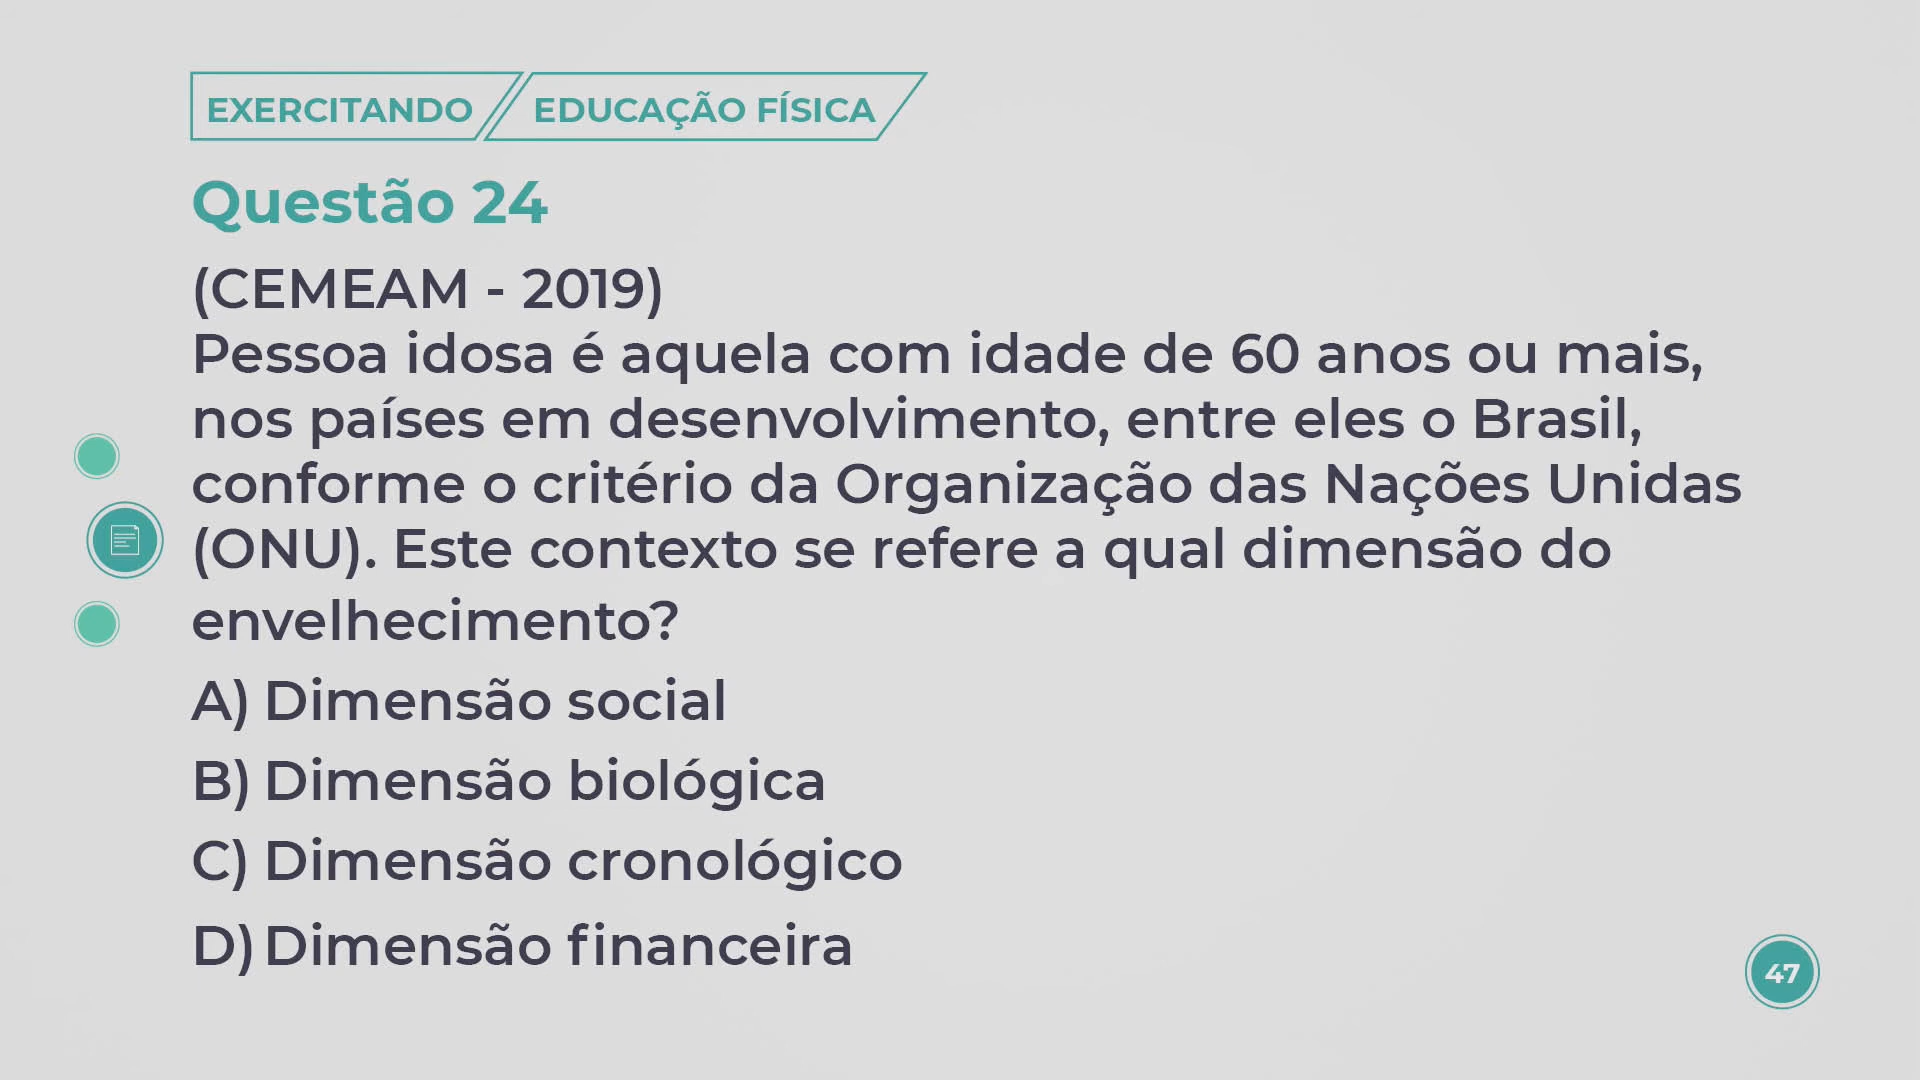 EXERCITANDO EDUCAÇÃO FÍSICA
Questão 24
(CEMEAM - 2019)
Pessoa idosa é aquela com idade de 60 anos ou mais,
nos países em desenvolvimento, entre eles o Brasil,
conforme o critério da Organização das Nações Unidas
(ONU). Este contexto se refere a qual dimensão do
envelhecimento?
A) Dimensão social
B) Dimensão biológica
C) Dimensão cronológico
D) Dimensão financeira
47